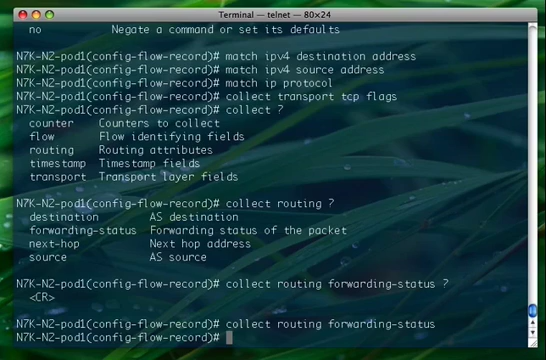 Terminal — telnet — 80×24
no Negate a command or set its defaults
N7K-N2-pod1(config-flow-record)# match ipv4 destination address
N7K-N2-pod1(config-flow-record)# match ipv4 source address
N7K-N2-pod1(config-flow-record)# match ip protocol
N7K-N2-pod1(config-flow-record)# collect transport tcp flags
N7K-N2-pod1(config-flow-record)# collect ?
counter Counters to collect
flow Flow identifying fields
routing Routing attributes
timestamp Timestamp fields
transport Transport layer fields
N7K-N2-pod1(config-flow-record)# collect routing ?
destination AS destination
forwarding-status Forwarding status of the packet
next-hop Next hop address
source AS source
N7K-N2-pod1(config-flow-record)# collect routing forwarding-status ?
<CR>
N7K-N2-pod1(config-flow-record)# collect routing forwarding-status
N7K-N2-pod1(config-flow-record)#